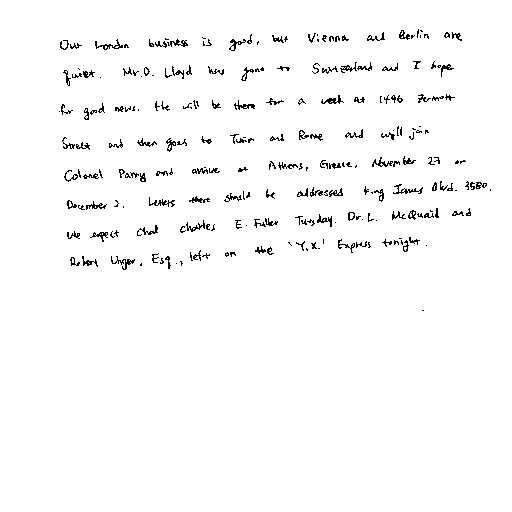 Our London business is good, but Vienna and Berlin are
quiet. Mr. D. Lloyd has gone to Switzerland and I hope
for good news. He will be there for a week at 1496 Zermott
Street and then goes to Turin and Rome and will join
Colonel Parry and arrive at Athens, Greece, November 27 or
December 2. Letters there should be addressed King James Blvd. 3580.
We expect Chal Charles E. Fuller Tuesday. Dr. L. McQuaid and
Robert Unger, Esq., left on the 'Y.X.' Express tonight.